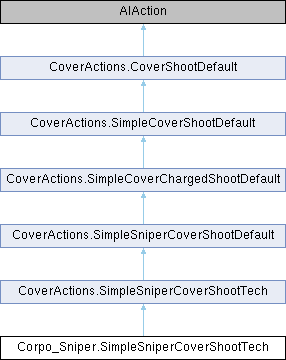 AIAction
CoverActions.CoverShootDefault
CoverActions.SimpleCoverShootDefault
CoverActions.SimpleCoverChargedShootDefault
CoverActions.SimpleSniperCoverShootDefault
CoverActions.SimpleSniperCoverShootTech
Corpo_Sniper.SimpleSniperCoverShootTech